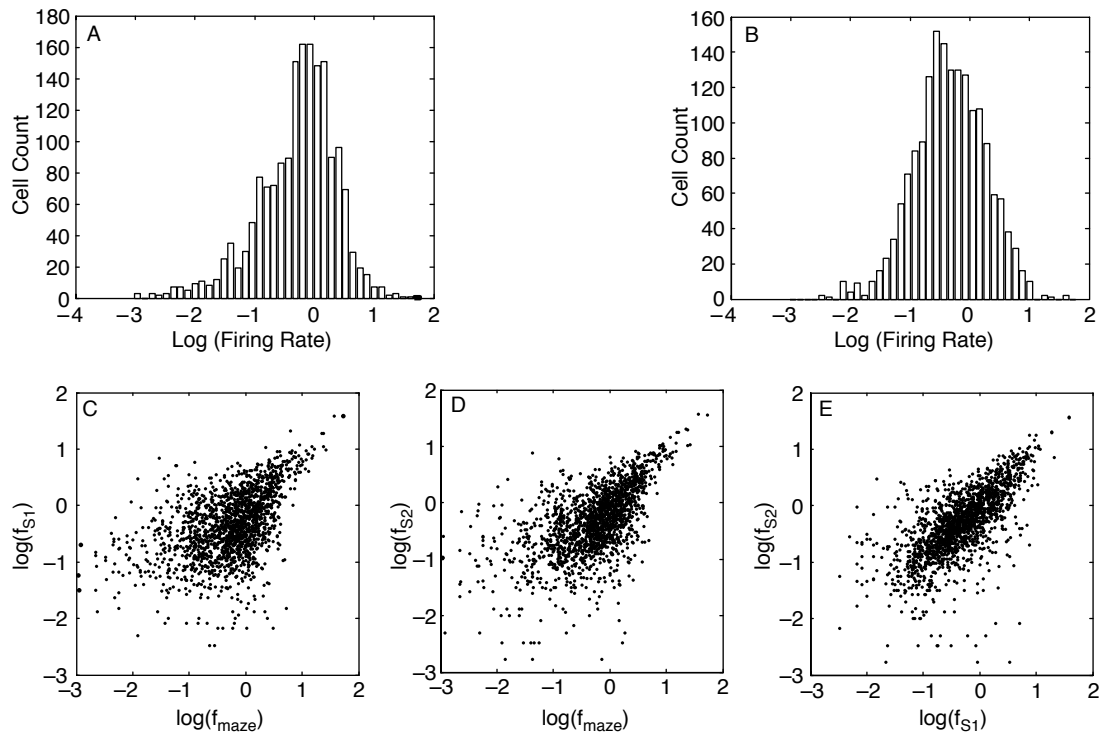 A
180
160
140
120
100
80
60
40
20
0
Cell Count
−4 −3 −2 −1 0 1 2
Log (Firing Rate)
B
160
140
120
100
80
60
40
20
0
Cell Count
−4 −3 −2 −1 0 1 2
Log (Firing Rate)
C
2
1
0
−1
−2
−3
log(fS1)
−3 −2 −1 0 1 2
log(fmaze)
D
2
1
0
−1
−2
−3
log(fS2)
−3 −2 −1 0 1 2
log(fmaze)
E
2
1
0
−1
−2
−3
log(fS2)
−3 −2 −1 0 1 2
log(fS1)